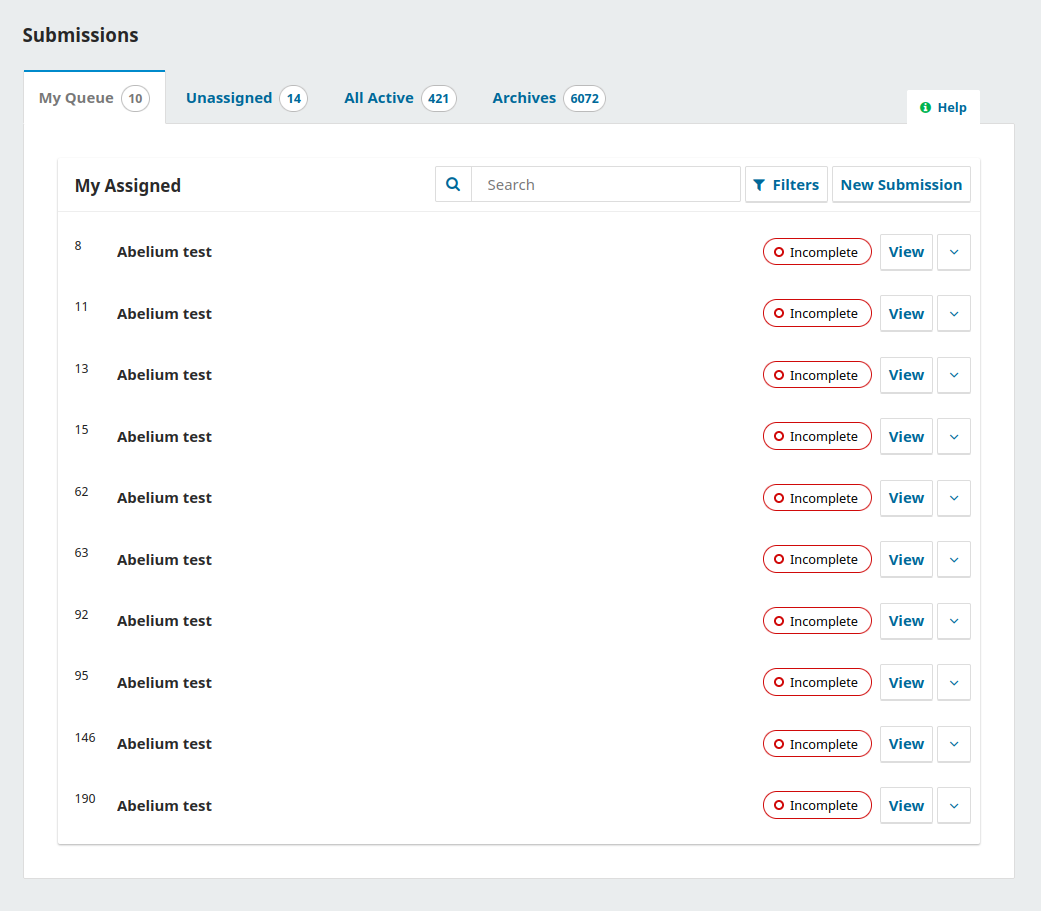 Submissions
My Queue 10 Unassigned 14 All Active 421 Archives 6072 Help
My Assigned Search Filters New Submission
8 Abelium test Incomplete View
11 Abelium test Incomplete View
13 Abelium test Incomplete View
15 Abelium test Incomplete View
62 Abelium test Incomplete View
63 Abelium test Incomplete View
92 Abelium test Incomplete View
95 Abelium test Incomplete View
146 Abelium test Incomplete View
190 Abelium test Incomplete View